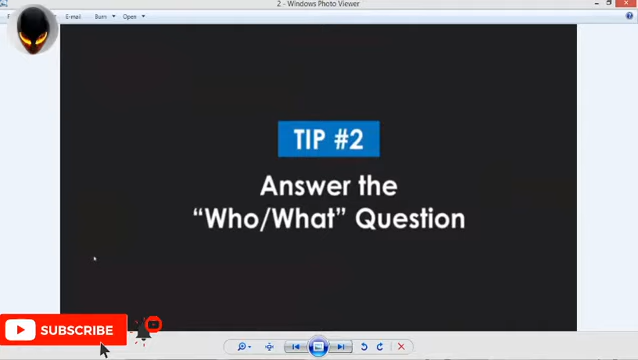 2 - Windows Photo Viewer
E-mail Burn Open
TIP #2
Answer the
“Who/What” Question
SUBSCRIBE